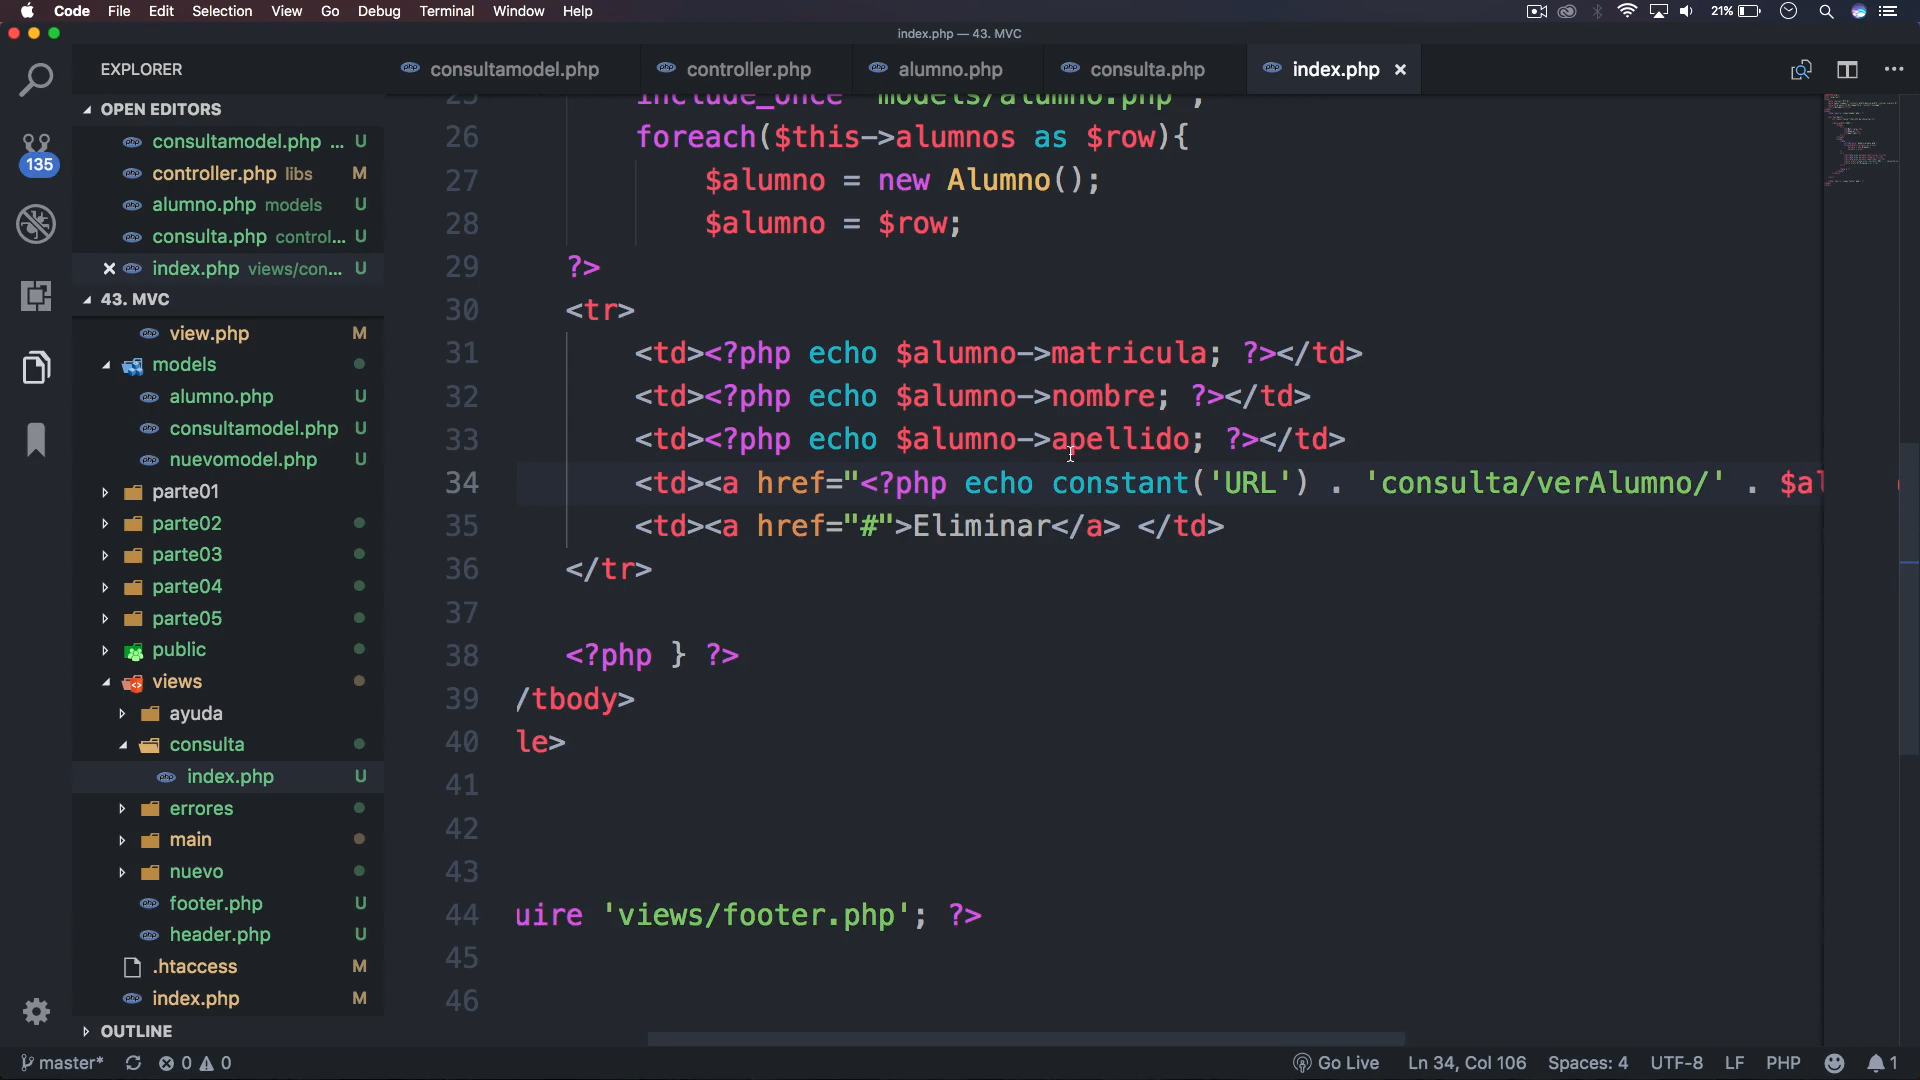 Code File Edit Selection View Go Debug Terminal Window Help 21%
index.php — 43. MVC
EXPLORER
consultamodel.php controller.php alumno.php consulta.php index.php
OPEN EDITORS
consultamodel.php ... U
controller.php libs M
alumno.php models U
consulta.php control... U
index.php views/con... U
43. MVC
view.php M
models
alumno.php U
consultamodel.php U
nuevomodel.php U
parte01
parte02
parte03
parte04
parte05
public
views
ayuda
consulta
index.php U
errores
main
nuevo
footer.php U
header.php U
.htaccess M
index.php M
OUTLINE
135
25 include_once 'models/alumno.php';
26 foreach($this->alumnos as $row){
27 $alumno = new Alumno();
28 $alumno = $row;
29 ?>
30 <tr>
31 <td><?php echo $alumno->matricula; ?></td>
32 <td><?php echo $alumno->nombre; ?></td>
33 <td><?php echo $alumno->apellido; ?></td>
34 <td><a href="<?php echo constant('URL') . 'consulta/verAlumno/' . $al
35 <td><a href="#">Eliminar</a> </td>
36 </tr>
37
38 <?php } ?>
39 /tbody>
40 le>
41
42
43
44 uire 'views/footer.php'; ?>
45
46
master* 0 0 Go Live Ln 34, Col 106 Spaces: 4 UTF-8 LF PHP 1